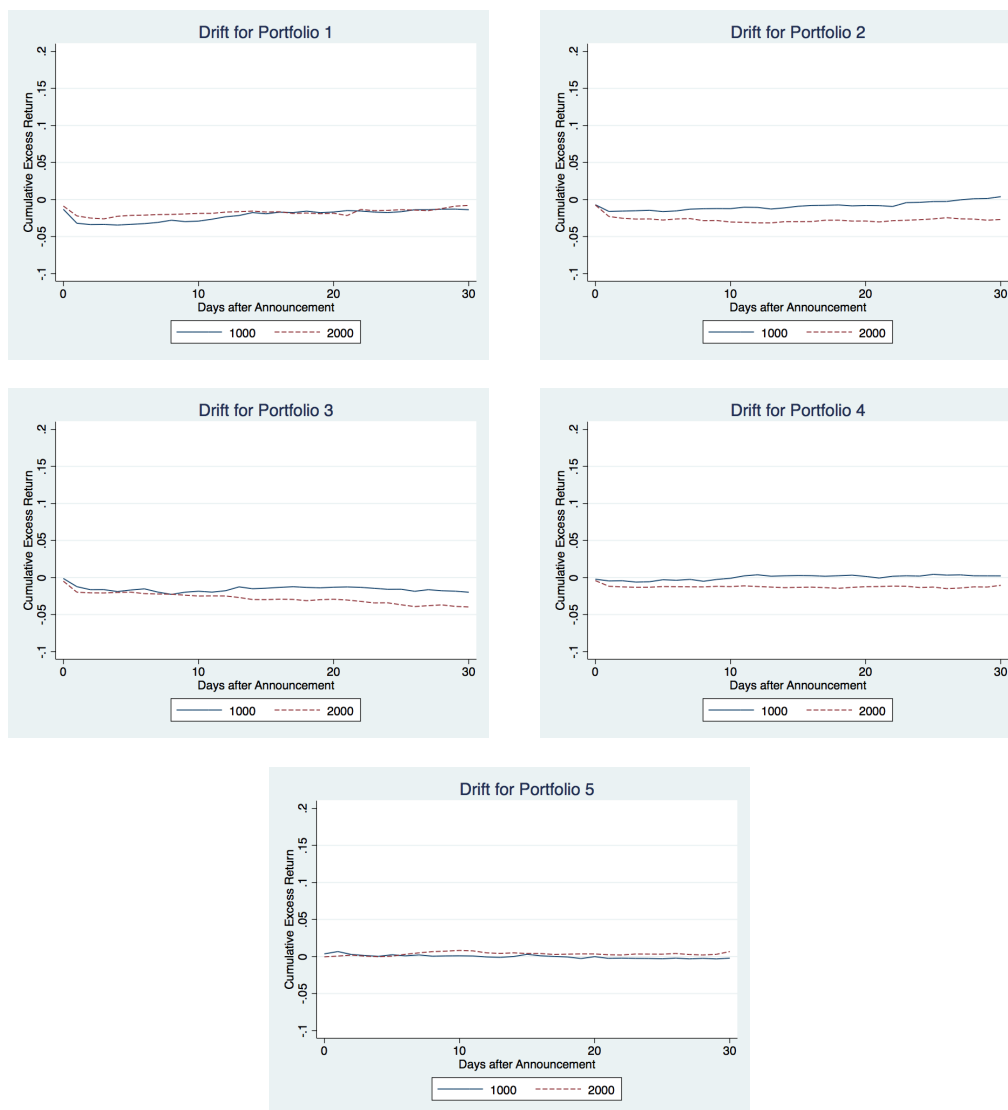 Drift for Portfolio 1
Cumulative Excess Return
.2
.15
.1
.05
0
-.05
-.1
0 10 20 30
Days after Announcement
1000 2000
Drift for Portfolio 2
Cumulative Excess Return
.2
.15
.1
.05
0
-.05
-.1
0 10 20 30
Days after Announcement
1000 2000
Drift for Portfolio 3
Cumulative Excess Return
.2
.15
.1
.05
0
-.05
-.1
0 10 20 30
Days after Announcement
1000 2000
Drift for Portfolio 4
Cumulative Excess Return
.2
.15
.1
.05
0
-.05
-.1
0 10 20 30
Days after Announcement
1000 2000
Drift for Portfolio 5
Cumulative Excess Return
.2
.15
.1
.05
0
-.05
-.1
0 10 20 30
Days after Announcement
1000 2000